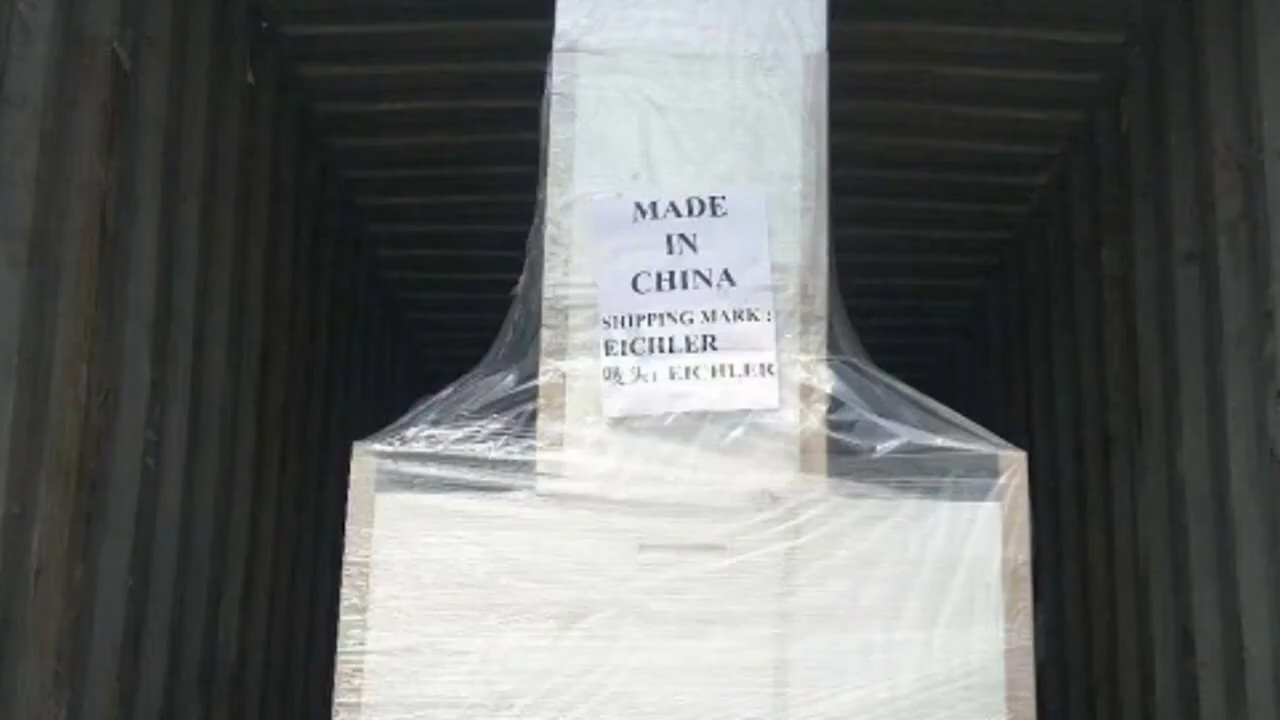 MADE
IN
CHINA
SHIPPING MARK :
EICHLER
唛头: EICHLER